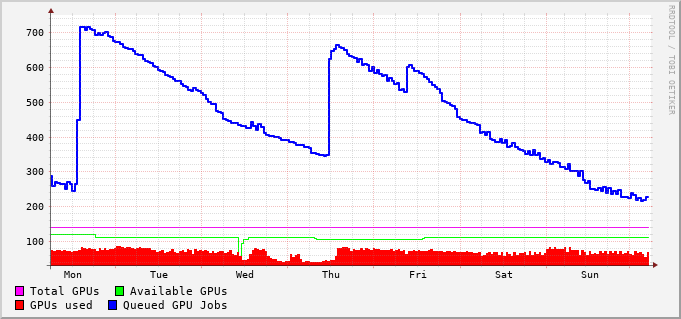 700
600
500
400
300
200
100
Mon Tue Wed Thu Fri Sat Sun
Total GPUs Available GPUs
GPUs used Queued GPU Jobs
RRDTOOL / TOBI OETIKER